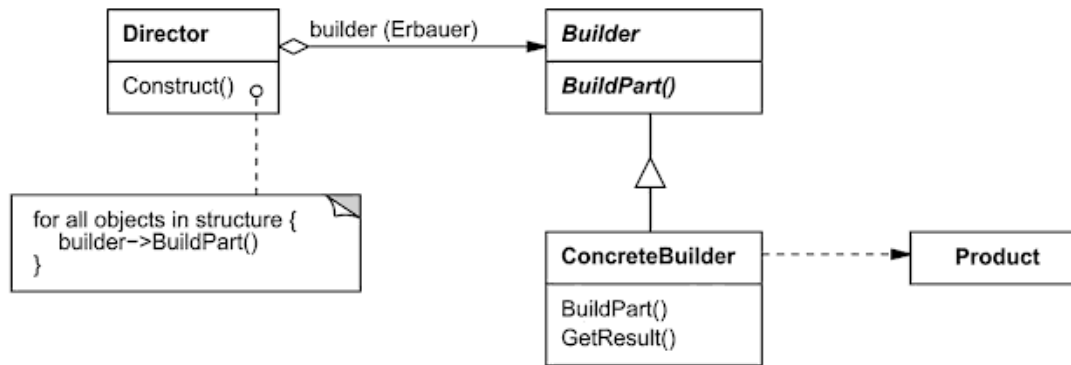 Director
Construct()
builder (Erbauer)
Builder
BuildPart()
for all objects in structure {
builder->BuildPart()
}
ConcreteBuilder
BuildPart()
GetResult()
Product